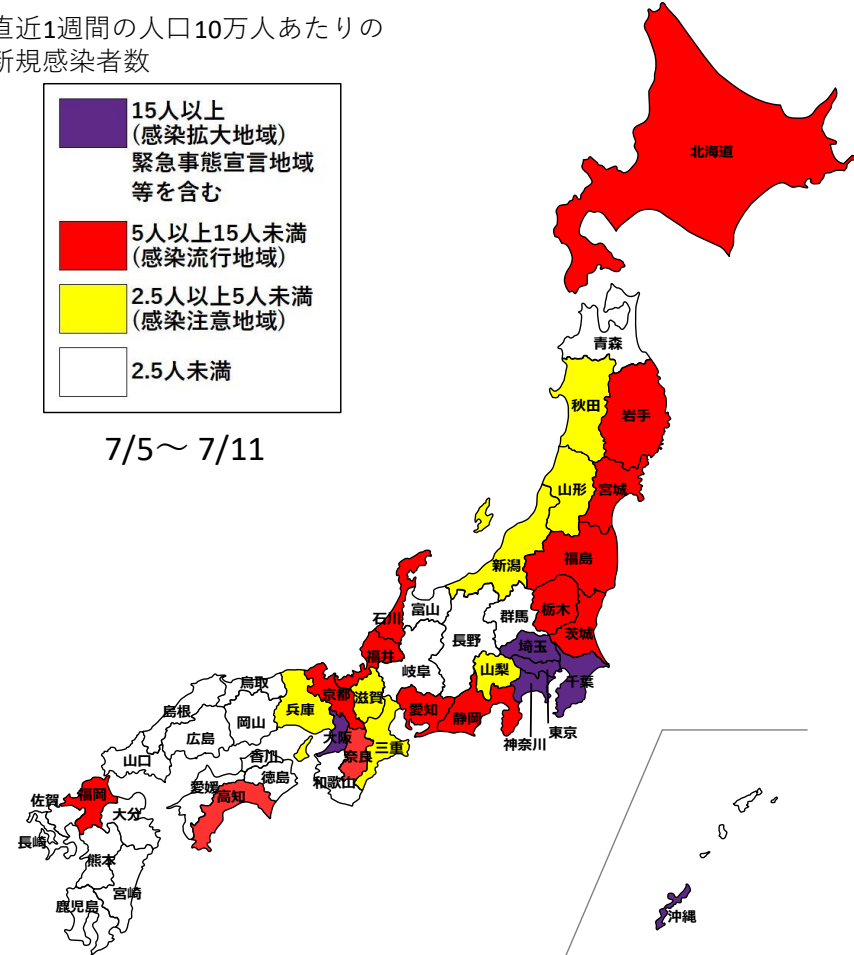 直近1週間の人口10万人あたりの
新規感染者数
15人以上
(感染拡大地域)
緊急事態宣言地域
等を含む
5人以上15人未満
(感染流行地域)
2.5人以上5人未満
(感染注意地域)
2.5人未満
7/5～ 7/11
北海道
青森
秋田
岩手
山形
宮城
新潟
福島
石川
富山
群馬
栃木
茨城
福井
長野
埼玉
岐阜
山梨
千葉
鳥取
兵庫
京都
滋賀
愛知
静岡
東京
神奈川
島根
岡山
広島
大阪
奈良
三重
山口
香川
徳島
和歌山
愛媛
高知
佐賀
福岡
大分
長崎
熊本
宮崎
鹿児島
沖縄